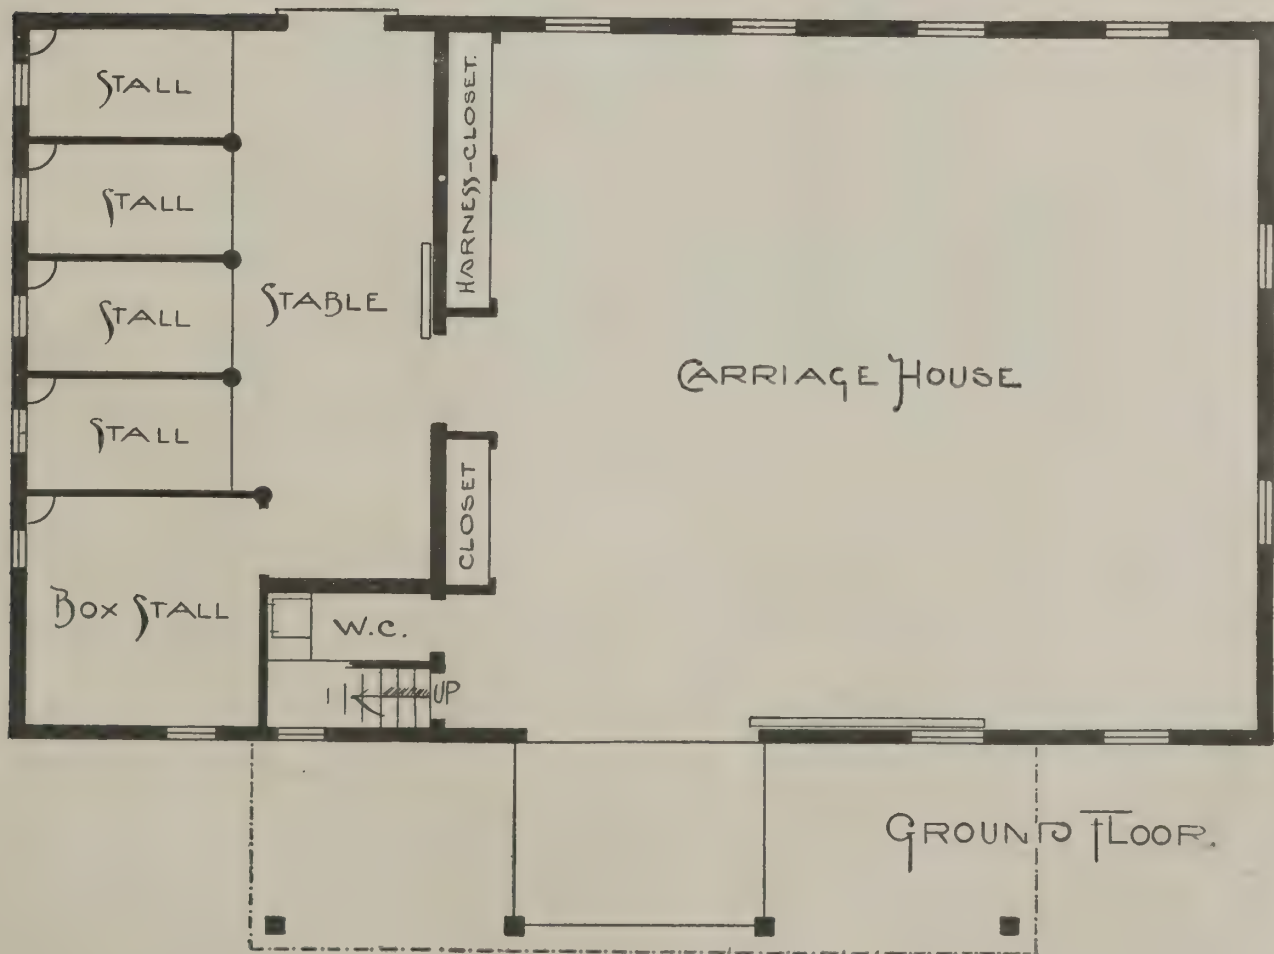 STALL
STALL
STALL
STALL
BOX STALL
STABLE
HARNESS-CLOSET.
CLOSET
W.C.
UP
CARRIAGE HOUSE
GROUND FLOOR.